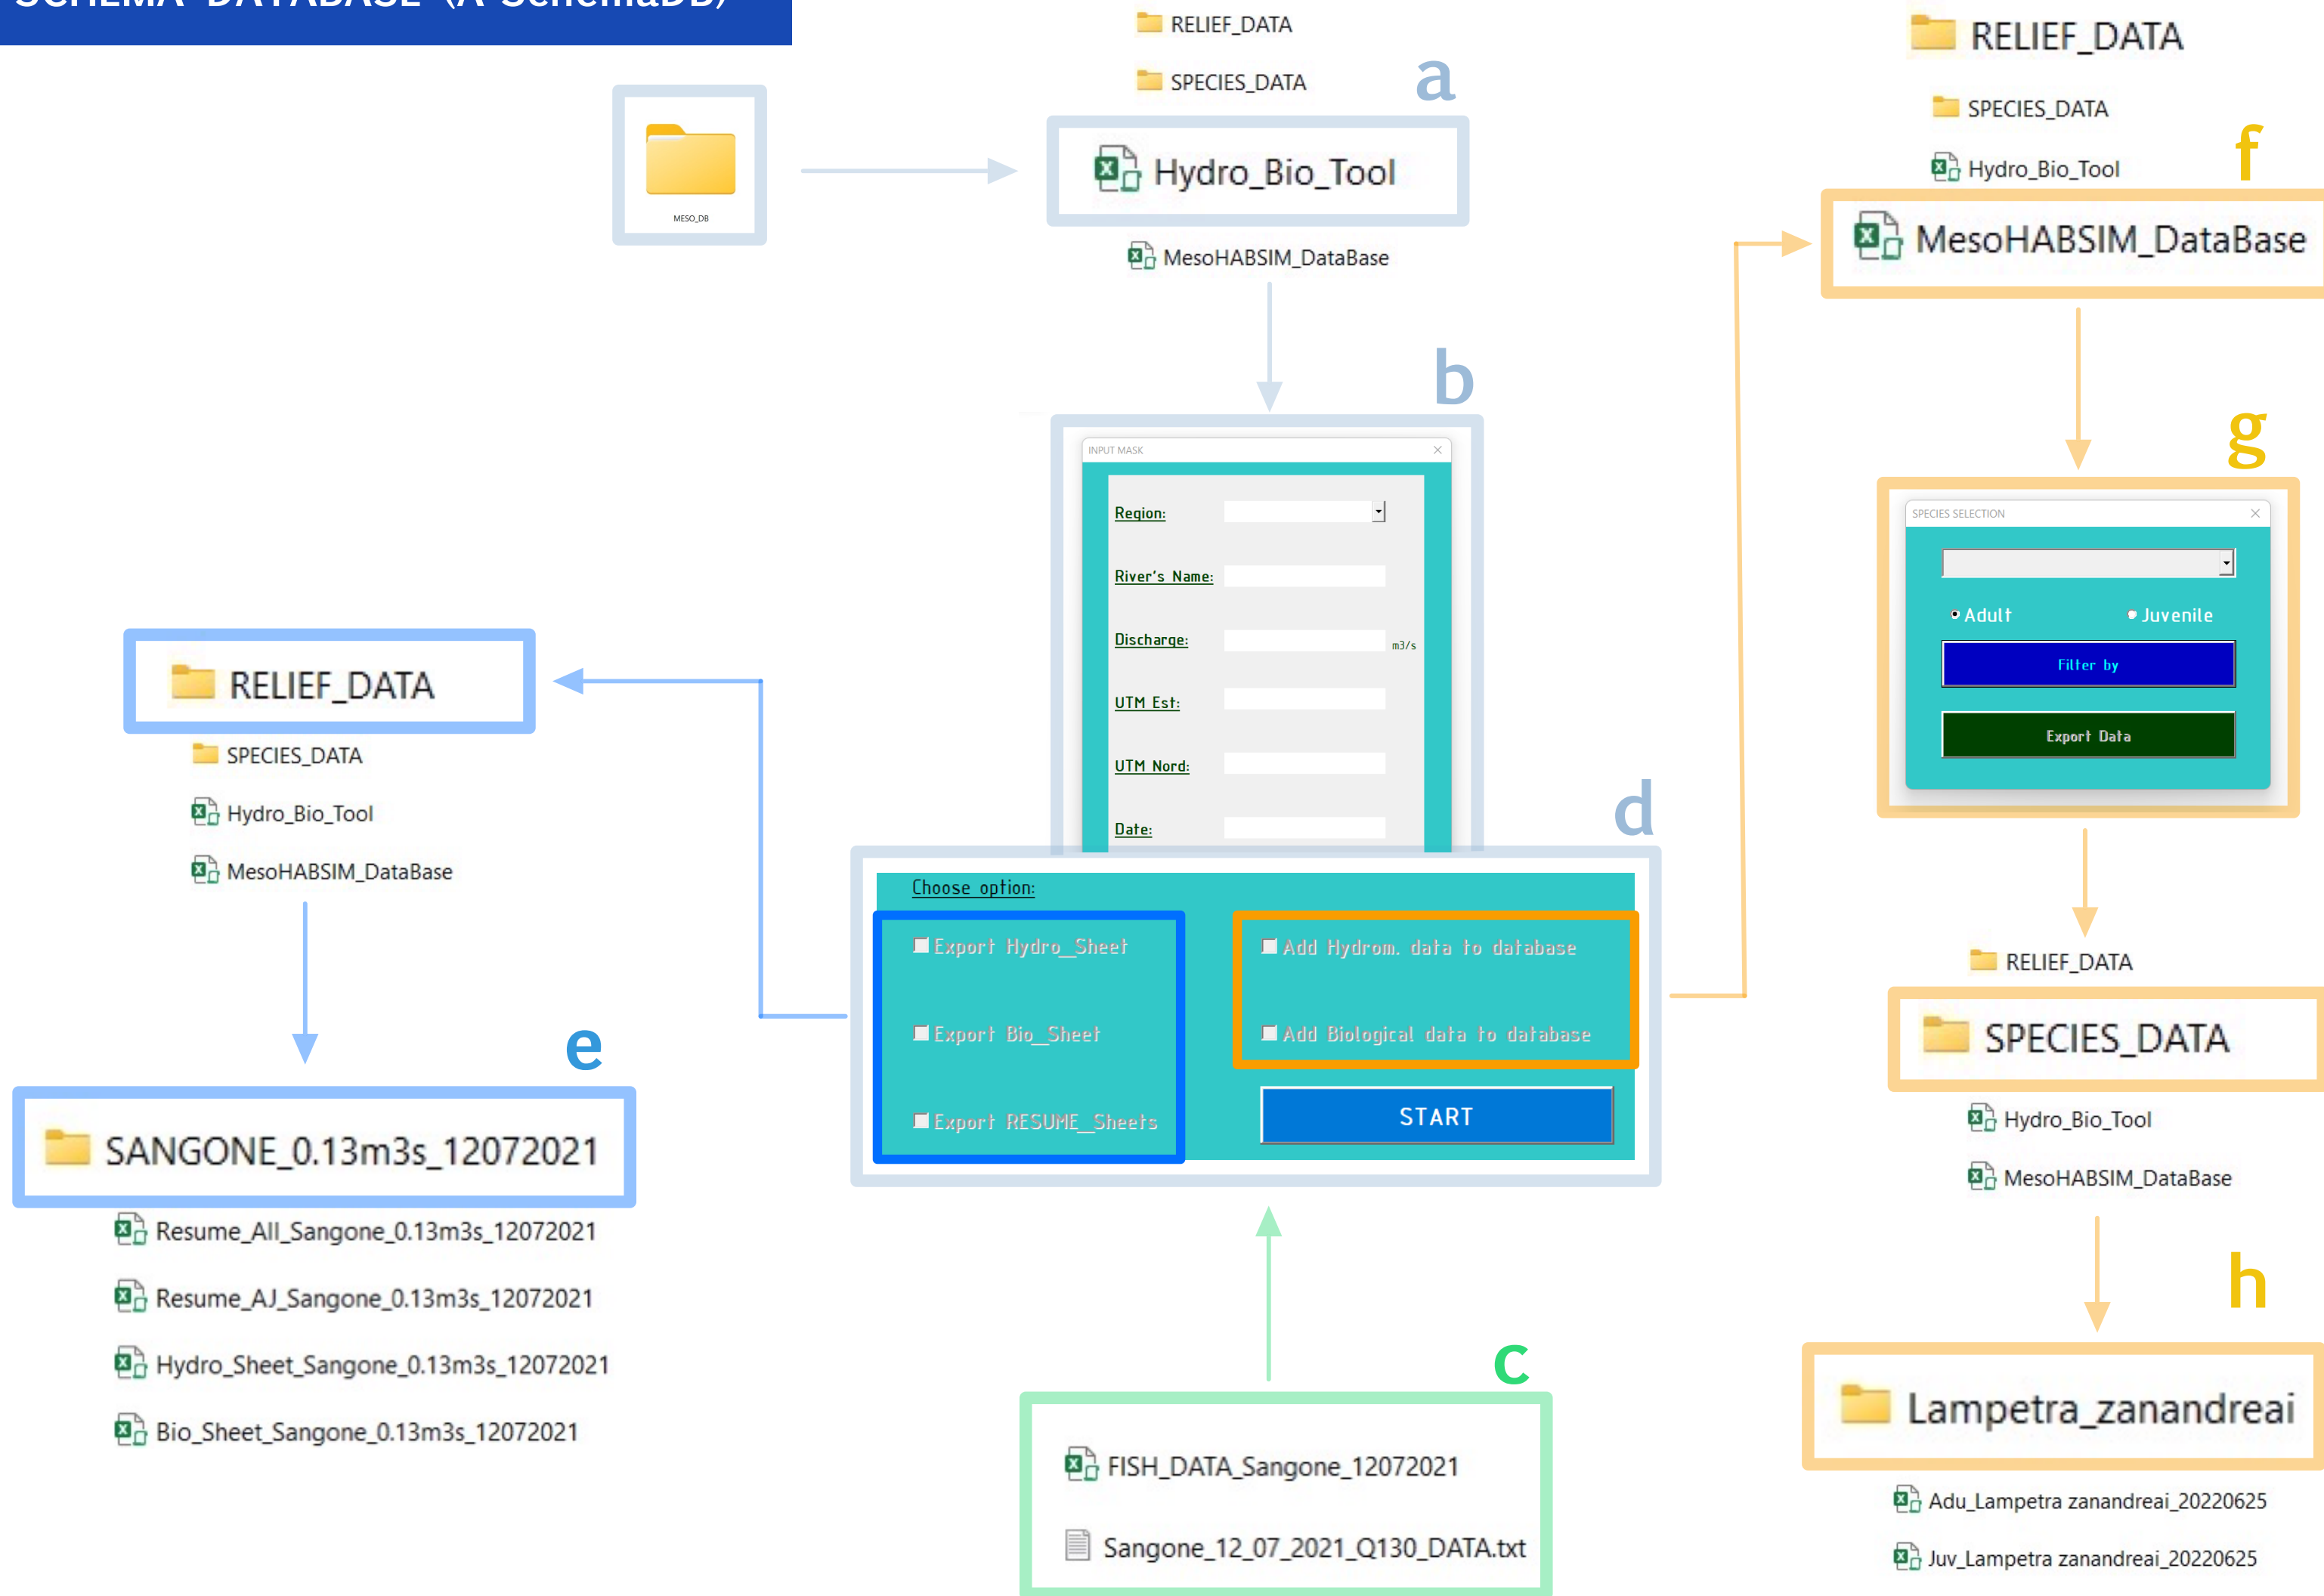 SCHEMA DATABASE (A-SchemaDB)
MESO_DB
RELIEF_DATA
SPECIES_DATA
a
Hydro_Bio_Tool
MesoHABSIM_DataBase
b
INPUT MASK
Region:
River's Name:
Discharge:
m3/s
UTM Est:
UTM Nord:
Date:
d
Choose option:
Export Hydro_Sheet
Add Hydrom. data to database
Export Bio_Sheet
Add Biological data to database
Export RESUME_Sheets
START
c
FISH_DATA_Sangone_12072021
Sangone_12_07_2021_Q130_DATA.txt
RELIEF_DATA
SPECIES_DATA
Hydro_Bio_Tool
MesoHABSIM_DataBase
e
SANGONE_0.13m3s_12072021
Resume_All_Sangone_0.13m3s_12072021
Resume_AJ_Sangone_0.13m3s_12072021
Hydro_Sheet_Sangone_0.13m3s_12072021
Bio_Sheet_Sangone_0.13m3s_12072021
RELIEF_DATA
SPECIES_DATA
Hydro_Bio_Tool
f
MesoHABSIM_DataBase
g
SPECIES SELECTION
Adult
Juvenile
Filter by
Export Data
RELIEF_DATA
SPECIES_DATA
Hydro_Bio_Tool
MesoHABSIM_DataBase
h
Lampetra_zanandreai
Adu_Lampetra zanandreai_20220625
Juv_Lampetra zanandreai_20220625